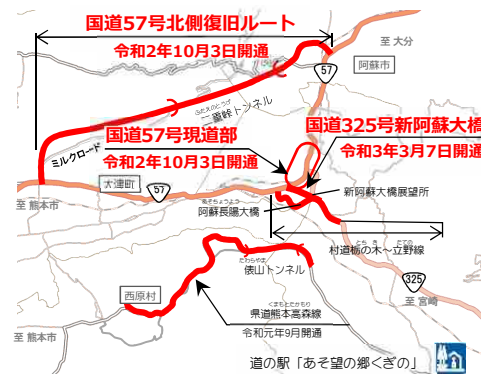 国道57号北側復旧ルート
令和2年10月3日開通
至 大分
57
阿蘇市
ふたえのとうげ
二重峠トンネル
ミルクロード
国道57号現道部
令和2年10月3日開通
国道325号新阿蘇大橋
令和3年3月7日開通
大津町
57
至 熊本市
新阿蘇大橋展望所
あそちょうよう
阿蘇長陽大橋
とち き たての
村道栃の木~立野線
たわらやま
俵山トンネル
西原村
325
くまもとたかもり
県道熊本高森線
令和元年9月開通
至 宮崎
至 熊本市
道の駅「あそ望の郷くぎの」